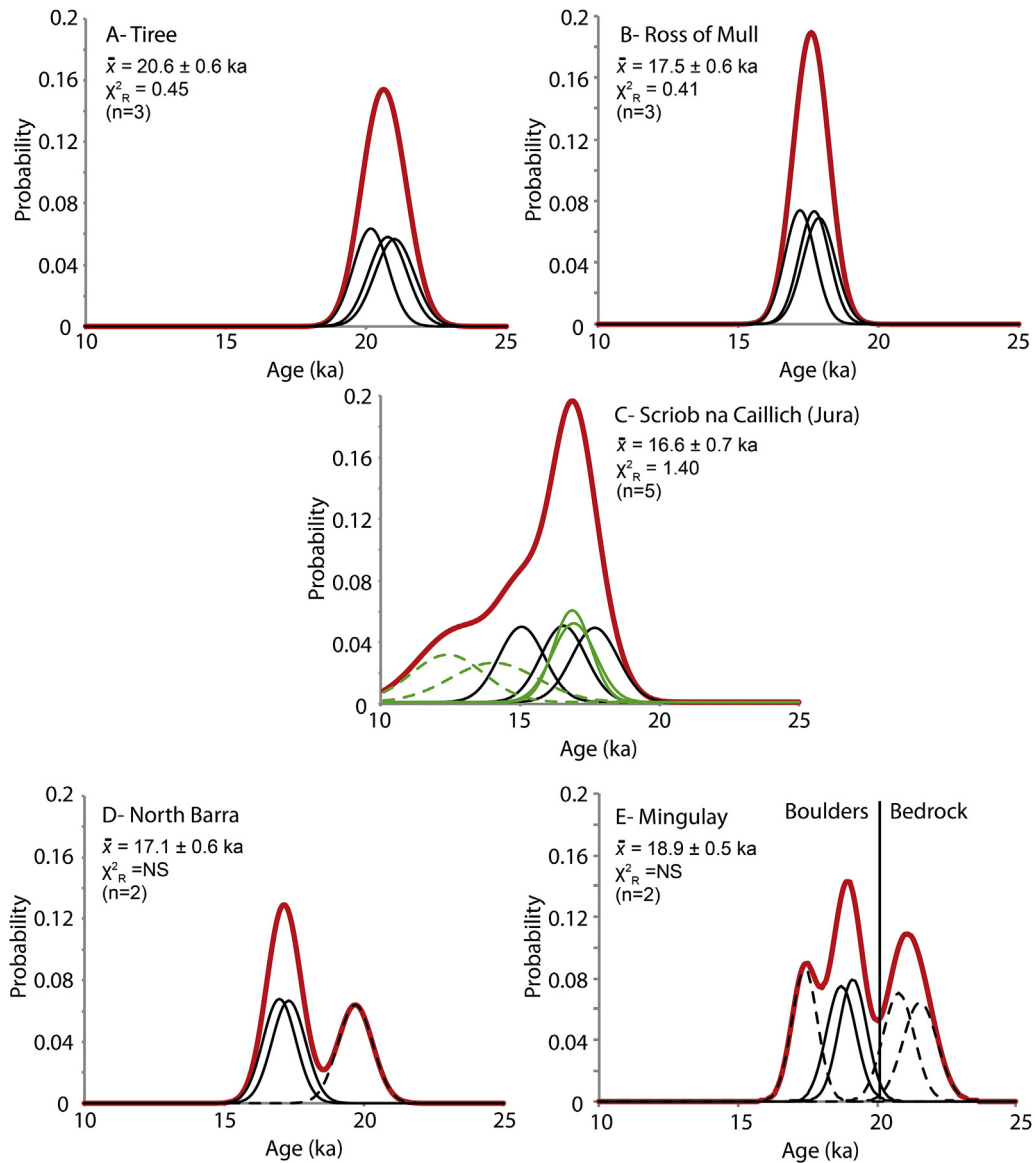 A- Tiree
x̄ = 20.6 ± 0.6 ka
χ²R = 0.45
(n=3)
Probability
0.2
0.16
0.12
0.08
0.04
0
10
15
20
25
Age (ka)
B- Ross of Mull
x̄ = 17.5 ± 0.6 ka
χ²R = 0.41
(n=3)
Probability
0.2
0.16
0.12
0.08
0.04
0
10
15
20
25
Age (ka)
C- Scriob na Caillich (Jura)
x̄ = 16.6 ± 0.7 ka
χ²R = 1.40
(n=5)
Probability
0.2
0.16
0.12
0.08
0.04
0
10
15
20
25
Age (ka)
D- North Barra
x̄ = 17.1 ± 0.6 ka
χ²R =NS
(n=2)
Probability
0.2
0.16
0.12
0.08
0.04
0
10
15
20
25
Age (ka)
E- Mingulay
x̄ = 18.9 ± 0.5 ka
χ²R =NS
(n=2)
Boulders
Bedrock
Probability
0.2
0.16
0.12
0.08
0.04
0
10
15
20
25
Age (ka)